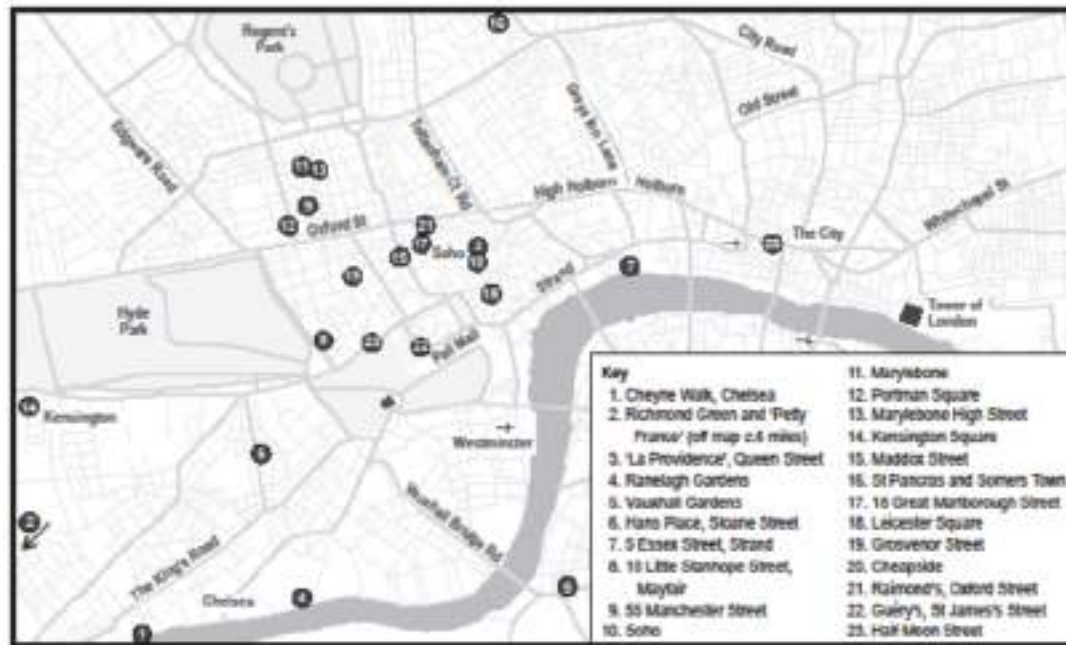 Regent's
Park
City Road
Old Street
Edgware Road
Tottenham Ct Rd
Grays Inn Lane
High Holborn
Holborn
Whitechapel St
Oxford St
Soho
The City
Strand
Hyde
Park
Pall Mall
Tower of
London
Kensington
Westminster
Vauxhall Bridge Rd
The King's Road
Chelsea
Key
1. Cheyne Walk, Chelsea
2. Richmond Green and 'Petty
France' (off map c.6 miles)
3. 'La Providence', Queen Street
4. Ranelagh Gardens
5. Vauxhall Gardens
6. Hans Place, Sloane Street
7. 5 Essex Street, Strand
8. 10 Little Stanhope Street,
Mayfair
9. 55 Manchester Street
10. Soho
11. Marylebone
12. Portman Square
13. Marylebone High Street
14. Kensington Square
15. Maddox Street
16. St Pancras and Somers Town
17. 16 Great Marlborough Street
18. Leicester Square
19. Grosvenor Street
20. Cheapside
21. Raimond's, Oxford Street
22. Guéry's, St James's Street
23. Half Moon Street